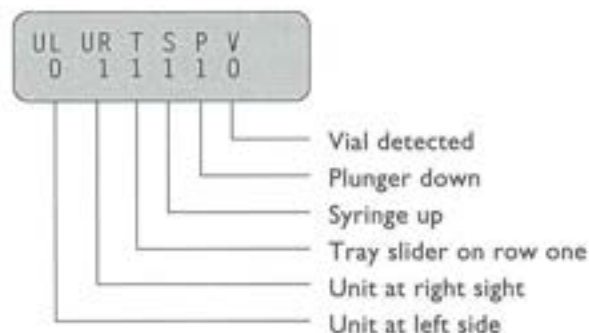 UL UR T S P V
0 1 1 1 1 0
Vial detected
Plunger down
Syringe up
Tray slider on row one
Unit at right sight
Unit at left side